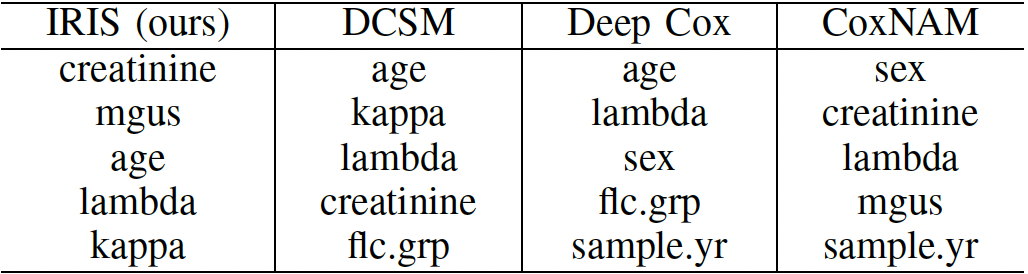 IRIS (ours) DCSM Deep Cox CoxNAM
creatinine age age sex
mgus kappa lambda creatinine
age lambda sex lambda
lambda creatinine flc.grp mgus
kappa flc.grp sample.yr sample.yr